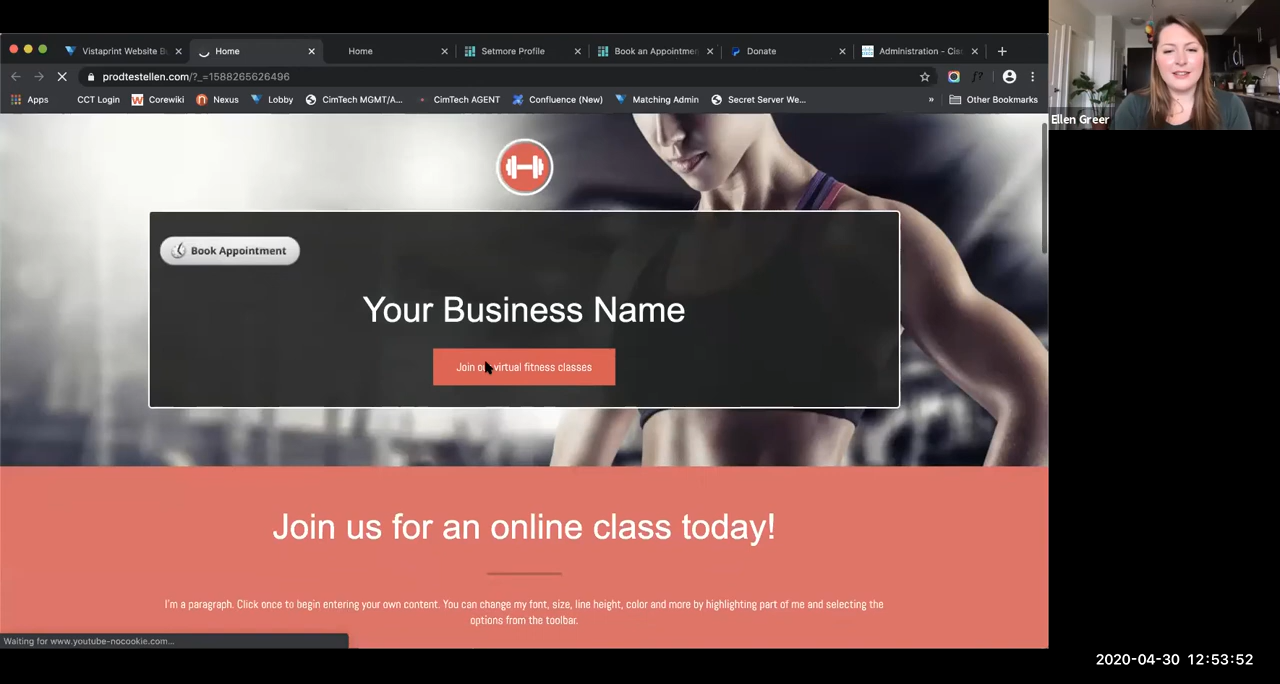 Vistaprint Website B
Home
Home
Setmore Profile
Book an Appointmen
Donate
Administration - Cis
prodtestellen.com/?_=1588265626496
Apps
CCT Login
Corewiki
Nexus
Lobby
CimTech MGMT/A...
CimTech AGENT
Confluence (New)
Matching Admin
Secret Server We...
»
Other Bookmarks
Ellen Greer
Book Appointment
Your Business Name
Join virtual fitness classes
Join us for an online class today!
I'm a paragraph. Click once to begin entering your own content. You can change my font, size, line height, color and more by highlighting part of me and selecting the
options from the toolbar.
Waiting for www.youtube-nocookie.com...
2020-04-30 12:53:52